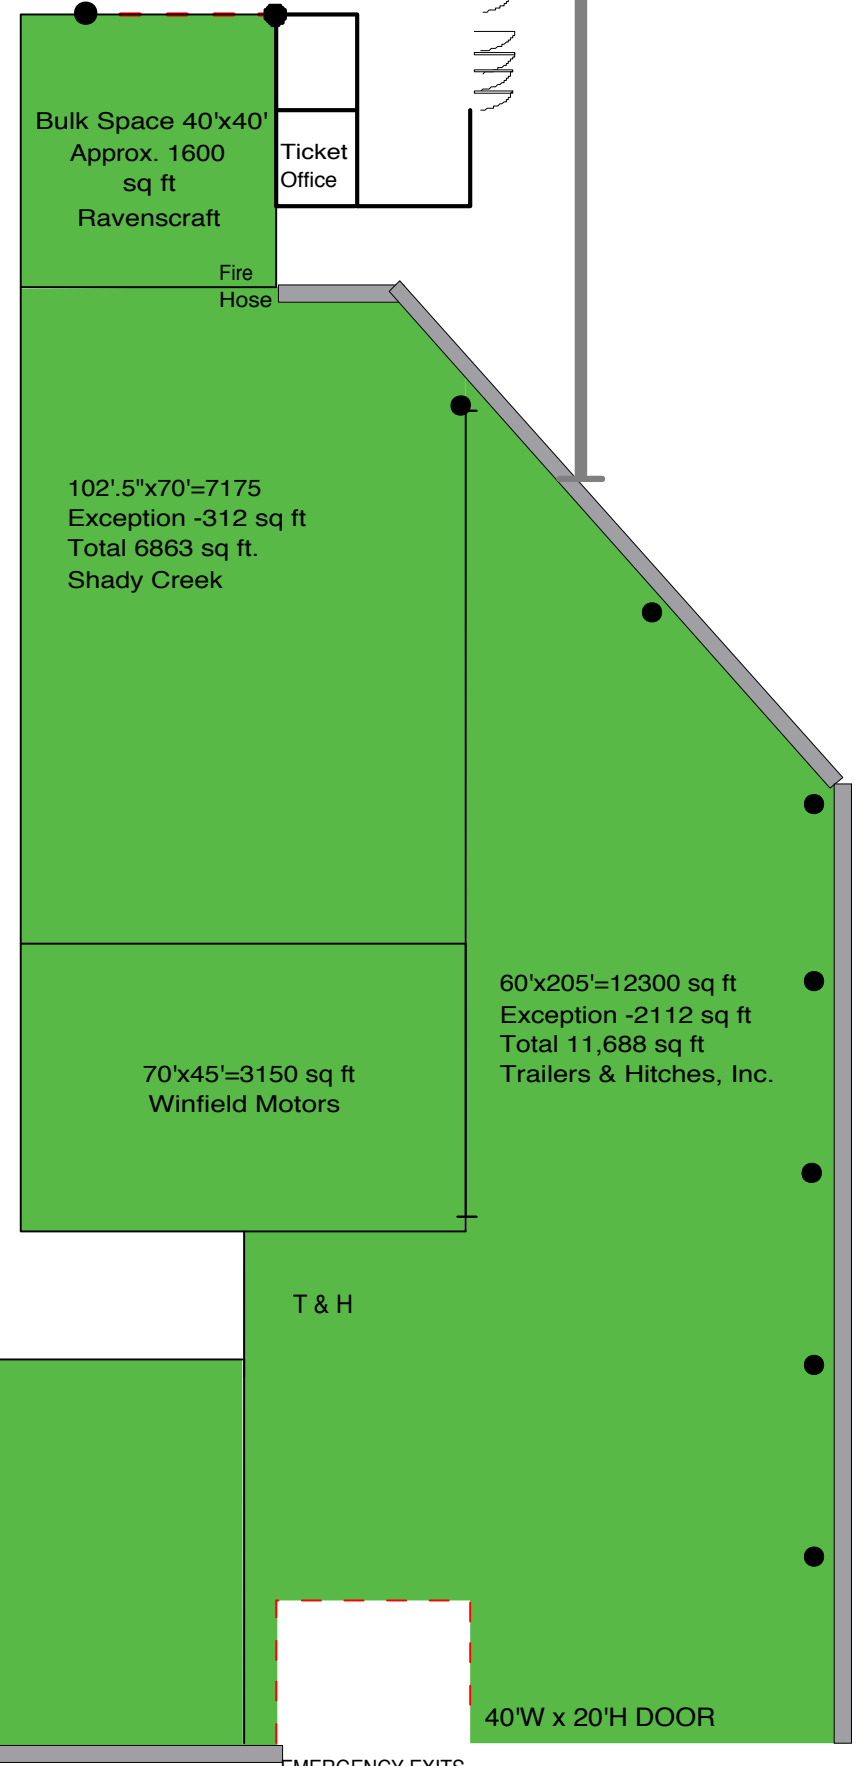 Bulk Space 40'x40'
Approx. 1600
sq ft
Ravenscraft
Ticket
Office
Fire
Hose
102'.5"x70'=7175
Exception -312 sq ft
Total 6863 sq ft.
Shady Creek
60'x205'=12300 sq ft
Exception -2112 sq ft
Total 11,688 sq ft
Trailers & Hitches, Inc.
70'x45'=3150 sq ft
Winfield Motors
T & H
40'W x 20'H DOOR
EMERGENCY EXITS